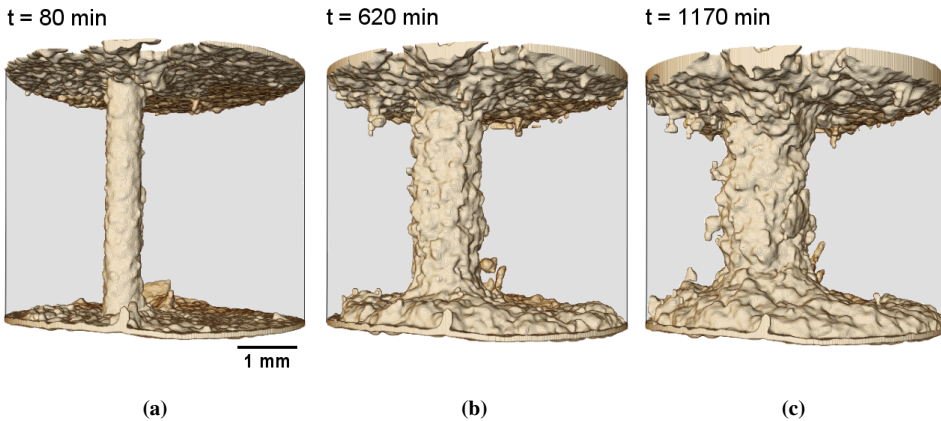 t = 80 min
t = 620 min
t = 1170 min
1 mm
(a)
(b)
(c)